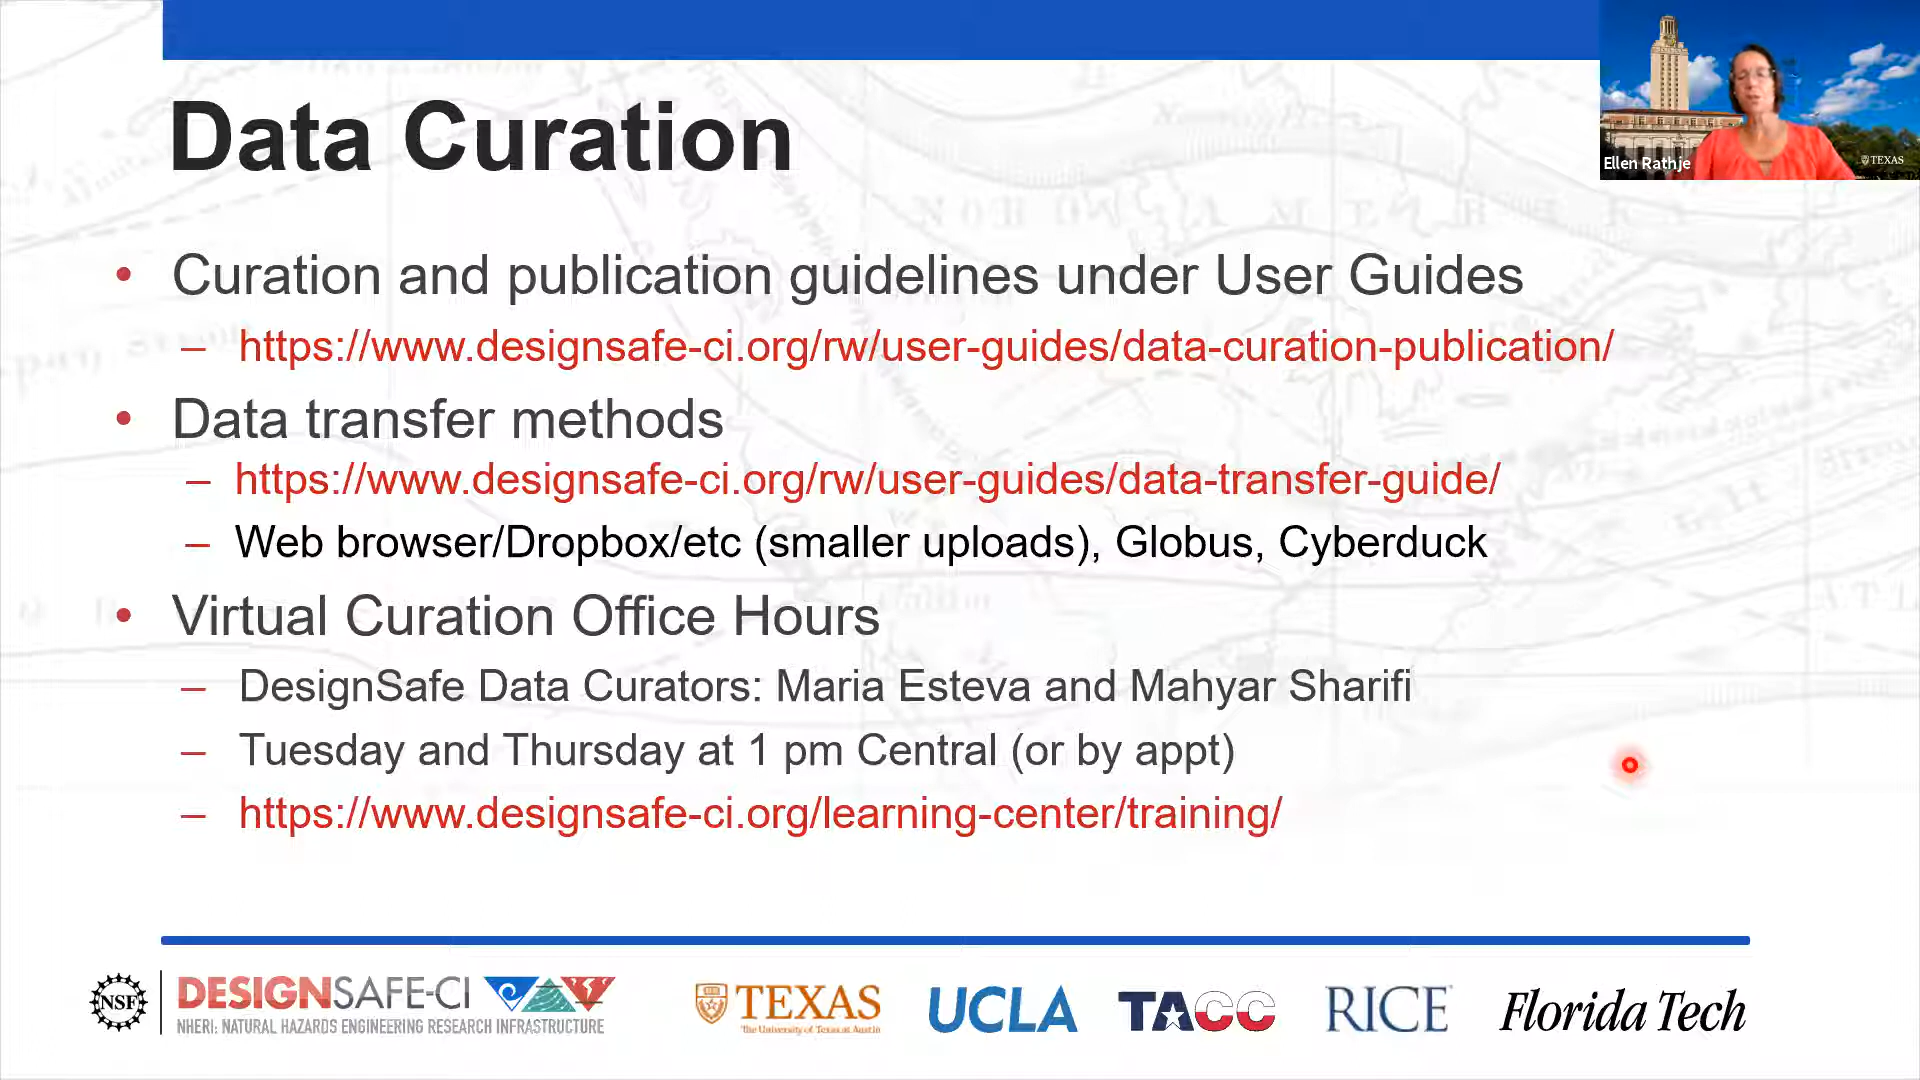 Data Curation
Ellen Rathje
TEXAS
• Curation and publication guidelines under User Guides
– https://www.designsafe-ci.org/rw/user-guides/data-curation-publication/
• Data transfer methods
– https://www.designsafe-ci.org/rw/user-guides/data-transfer-guide/
– Web browser/Dropbox/etc (smaller uploads), Globus, Cyberduck
• Virtual Curation Office Hours
– DesignSafe Data Curators: Maria Esteva and Mahyar Sharifi
– Tuesday and Thursday at 1 pm Central (or by appt)
– https://www.designsafe-ci.org/learning-center/training/
NSF
DESIGNSAFE-CI
NHERI: NATURAL HAZARDS ENGINEERING RESEARCH INFRASTRUCTURE
TEXAS
The University of Texas at Austin
UCLA
TACC
RICE
Florida Tech